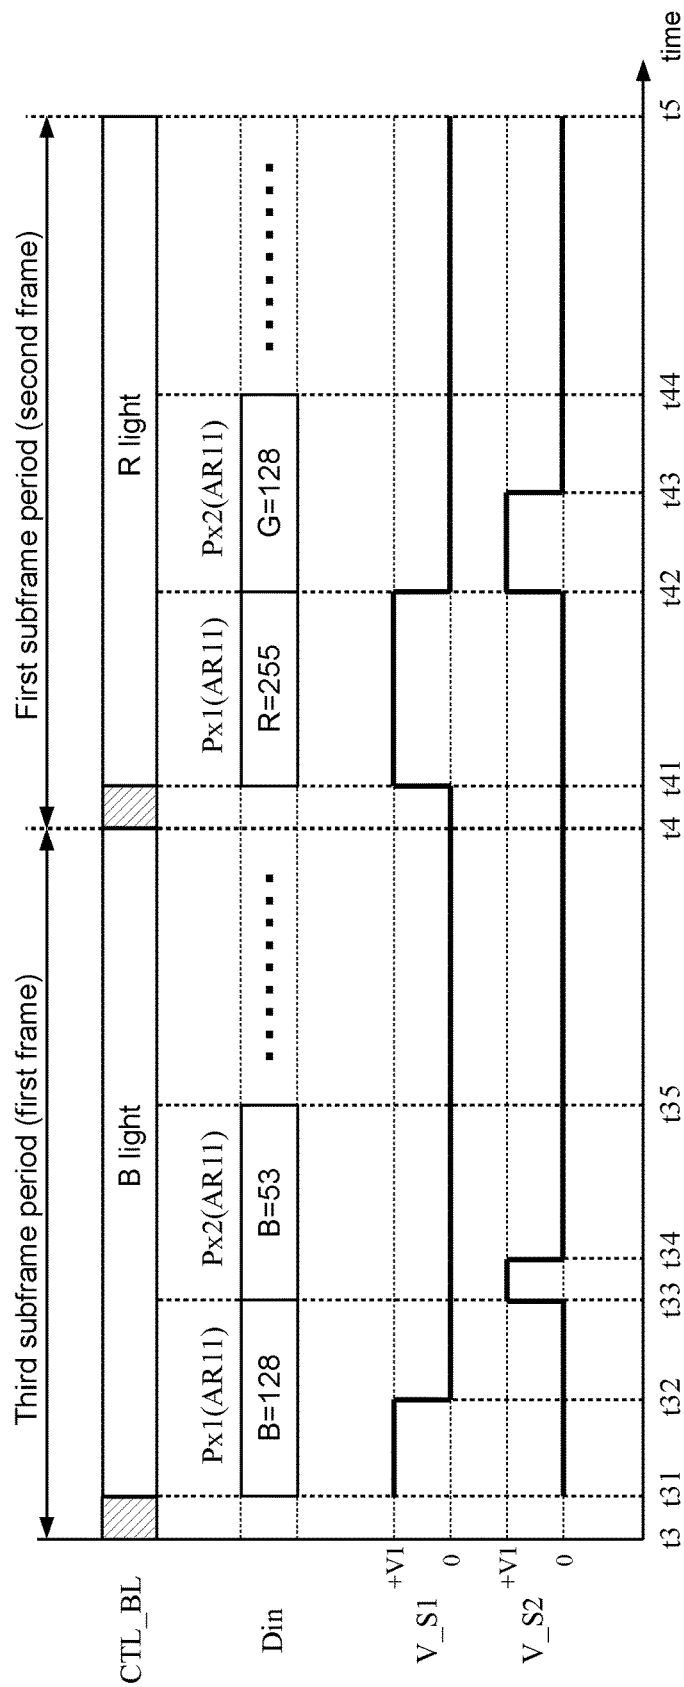 Third subframe period (first frame)
First subframe period (second frame)
CTL_BL
B light
R light
Px1(AR11)
Px2(AR11)
Px1(AR11)
Px2(AR11)
Din
B=128
B=53
R=255
G=128
+V1
V_S1
0
+V1
V_S2
0
t3
t31
t32
t33
t34
t35
t4
t41
t42
t43
t44
t5
time